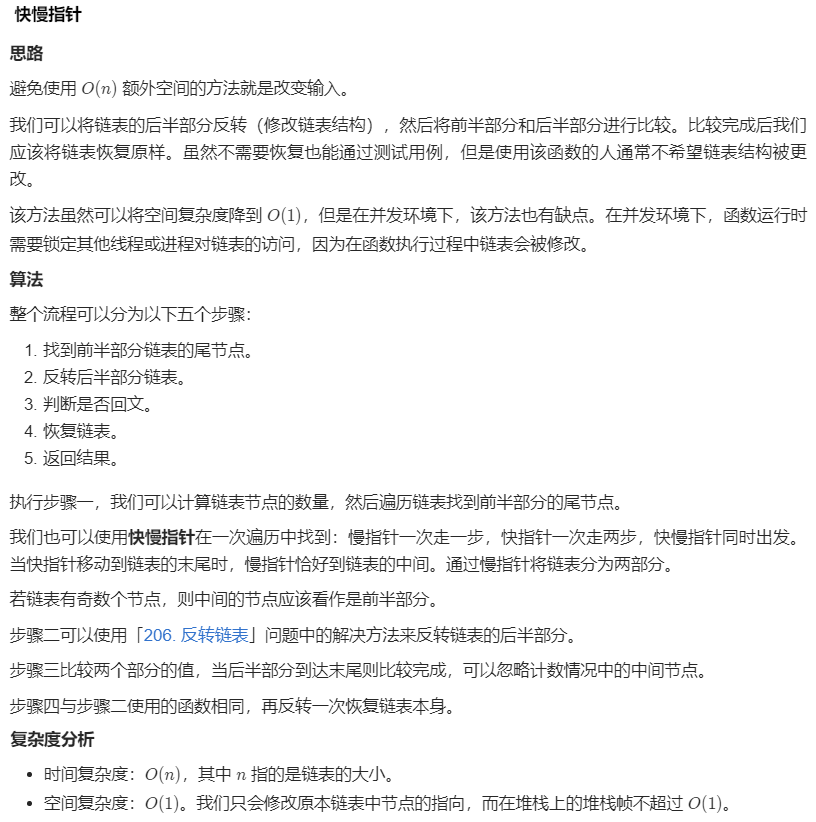 快慢指针
思路
避免使用 O(n) 额外空间的方法就是改变输入。
我们可以将链表的后半部分反转（修改链表结构），然后将前半部分和后半部分进行比较。比较完成后我们
应该将链表恢复原样。虽然不需要恢复也能通过测试用例，但是使用该函数的人通常不希望链表结构被更
改。
该方法虽然可以将空间复杂度降到 O(1)，但是在并发环境下，该方法也有缺点。在并发环境下，函数运行时
需要锁定其他线程或进程对链表的访问，因为在函数执行过程中链表会被修改。
算法
整个流程可以分为以下五个步骤：
1. 找到前半部分链表的尾节点。
2. 反转后半部分链表。
3. 判断是否回文。
4. 恢复链表。
5. 返回结果。
执行步骤一，我们可以计算链表节点的数量，然后遍历链表找到前半部分的尾节点。
我们也可以使用快慢指针在一次遍历中找到：慢指针一次走一步，快指针一次走两步，快慢指针同时出发。
当快指针移动到链表的末尾时，慢指针恰好到链表的中间。通过慢指针将链表分为两部分。
若链表有奇数个节点，则中间的节点应该看作是前半部分。
步骤二可以使用「206. 反转链表」问题中的解决方法来反转链表的后半部分。
步骤三比较两个部分的值，当后半部分到达末尾则比较完成，可以忽略计数情况中的中间节点。
步骤四与步骤二使用的函数相同，再反转一次恢复链表本身。
复杂度分析
• 时间复杂度：O(n)，其中 n 指的是链表的大小。
• 空间复杂度：O(1)。我们只会修改原本链表中节点的指向，而在堆栈上的堆栈帧不超过 O(1)。